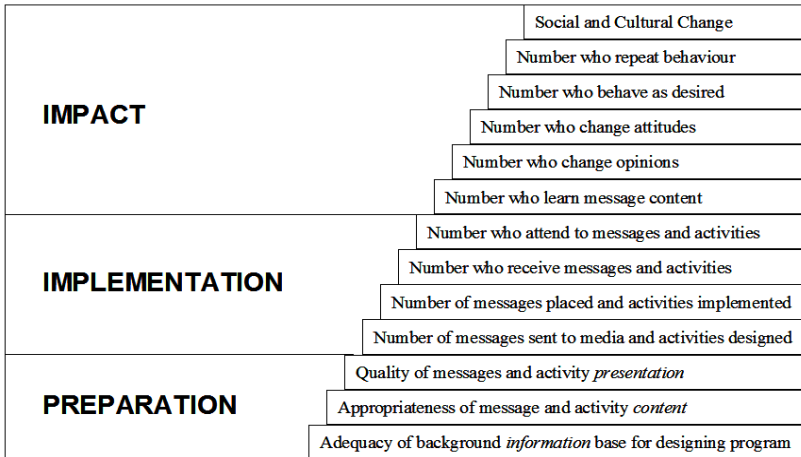 Social and Cultural Change
Number who repeat behaviour
Number who behave as desired
IMPACT
Number who change attitudes
Number who change opinions
Number who learn message content
Number who attend to messages and activities
Number who receive messages and activities
IMPLEMENTATION
Number of messages placed and activities implemented
Number of messages sent to media and activities designed
Quality of messages and activity presentation
PREPARATION
Appropriateness of message and activity content
Adequacy of background information base for designing program